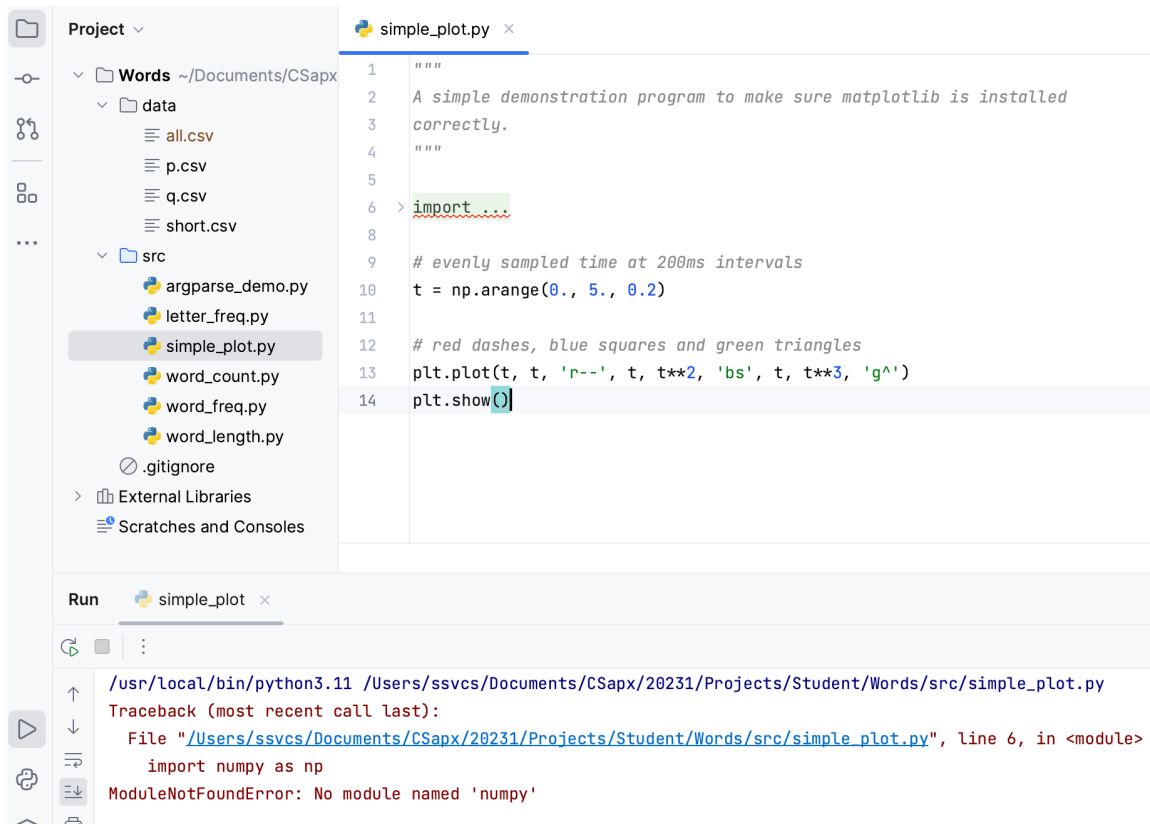 Project
Words ~/Documents/CSapx
data
all.csv
p.csv
q.csv
short.csv
src
argparse_demo.py
letter_freq.py
simple_plot.py
word_count.py
word_freq.py
word_length.py
.gitignore
External Libraries
Scratches and Consoles
simple_plot.py
1 """
2 A simple demonstration program to make sure matplotlib is installed
3 correctly.
4 """
5
6 import ...
8
9 # evenly sampled time at 200ms intervals
10 t = np.arange(0., 5., 0.2)
11
12 # red dashes, blue squares and green triangles
13 plt.plot(t, t, 'r--', t, t**2, 'bs', t, t**3, 'g^')
14 plt.show()
Run simple_plot
/usr/local/bin/python3.11 /Users/ssvcs/Documents/CSapx/20231/Projects/Student/Words/src/simple_plot.py
Traceback (most recent call last):
  File "/Users/ssvcs/Documents/CSapx/20231/Projects/Student/Words/src/simple_plot.py", line 6, in <module>
    import numpy as np
ModuleNotFoundError: No module named 'numpy'